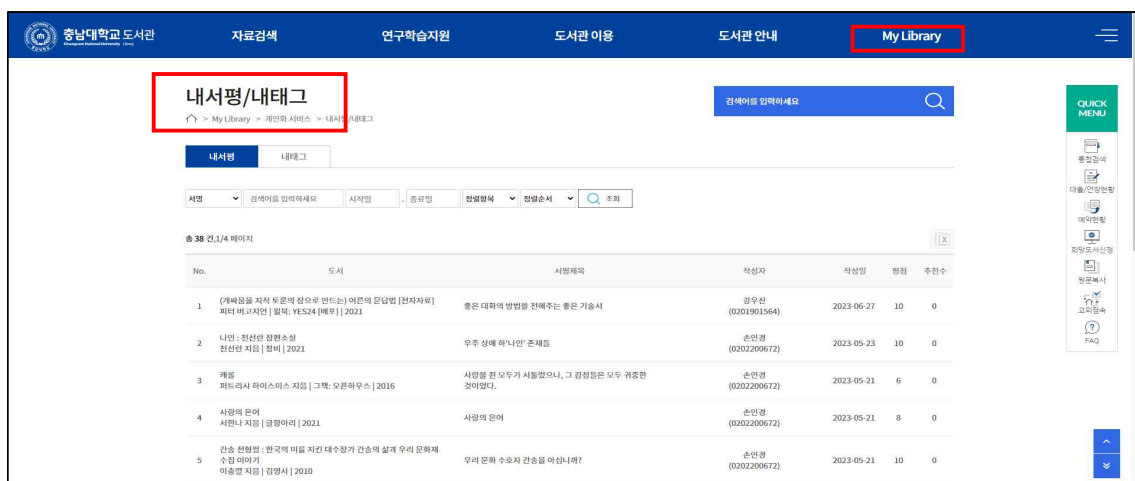 충남대학교 도서관
Chungnam National University Library
자료검색
연구학습지원
도서관 이용
도서관 안내
My Library
내서평/내태그
> My Library > 개인화 서비스 > 내서평/내태그
검색어를 입력하세요
내서평
내태그
서명
검색어를 입력하세요
시작일
-
종료일
정렬항목
정렬순서
조회
총 38 건,1/4 페이지
No.
도서
서평제목
작성자
작성일
평점
추천수
1
(개싸움을 지적 토론의 장으로 만드는) 어른의 문답법 [전자자료]
피터 버고지언 | 윌북: YES24 [배포] | 2021
좋은 대화의 방법을 전해주는 좋은 기술서
강우진
(0201901564)
2023-06-27
10
0
2
나인 : 천선란 장편소설
천선란 지음 | 창비 | 2021
우주 상에 하'나인' 존재들
손인경
(0202200672)
2023-05-23
10
0
3
캐롤
퍼트리샤 하이스미스 지음 | 그책: 오픈하우스 | 2016
사랑을 쥔 모두가 서툴렀으나, 그 감정들은 모두 귀중한
것이었다.
손인경
(0202200672)
2023-05-21
6
0
4
사랑의 은어
서한나 지음 | 글항아리 | 2021
사랑의 은어
손인경
(0202200672)
2023-05-21
8
0
5
간송 전형필 : 한국의 미를 지킨 대수장가 간송의 삶과 우리 문화재
수집 이야기
이충렬 지음 | 김영사 | 2010
우리 문화 수호자 간송을 아십니까?
손인경
(0202200672)
2023-05-21
10
0
QUICK
MENU
통합검색
대출/연장현황
예약현황
희망도서신청
원문복사
교외접속
FAQ